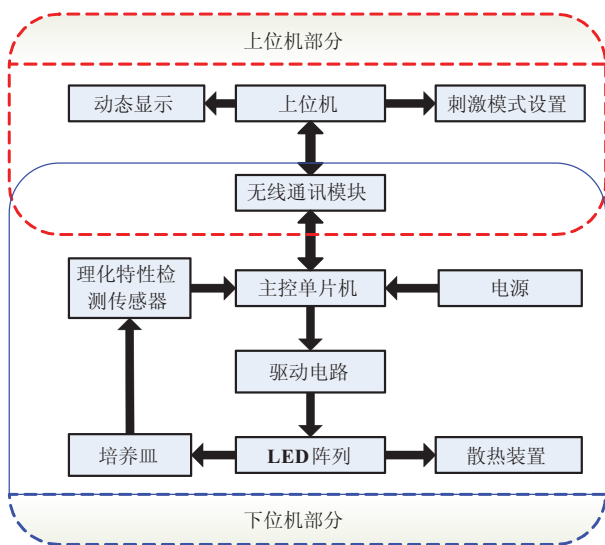 上位机部分
动态显示
上位机
刺激模式设置
无线通讯模块
理化特性检
测传感器
主控单片机
电源
驱动电路
培养皿
LED阵列
散热装置
下位机部分